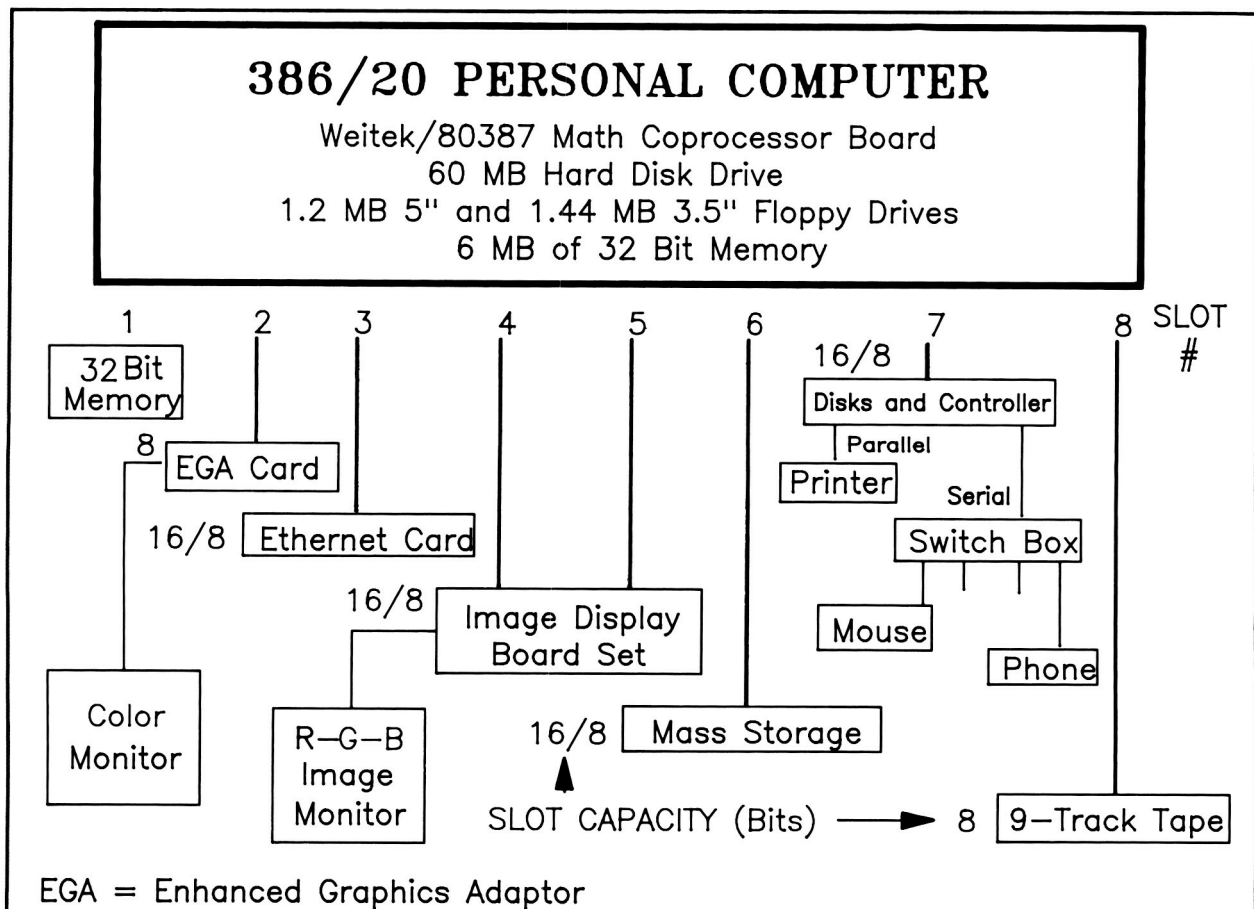 386/20 PERSONAL COMPUTER
Weitek/80387 Math Coprocessor Board
60 MB Hard Disk Drive
1.2 MB 5" and 1.44 MB 3.5" Floppy Drives
6 MB of 32 Bit Memory
1 2 3 4 5 6 7 8 SLOT
#
32 Bit
Memory
8
EGA Card
16/8
Ethernet Card
16/8
Image Display
Board Set
16/8
Disks and Controller
Parallel
Printer
Serial
Switch Box
Mouse
Phone
Color
Monitor
R-G-B
Image
Monitor
16/8
Mass Storage
SLOT CAPACITY (Bits)
8
9-Track Tape
EGA = Enhanced Graphics Adaptor